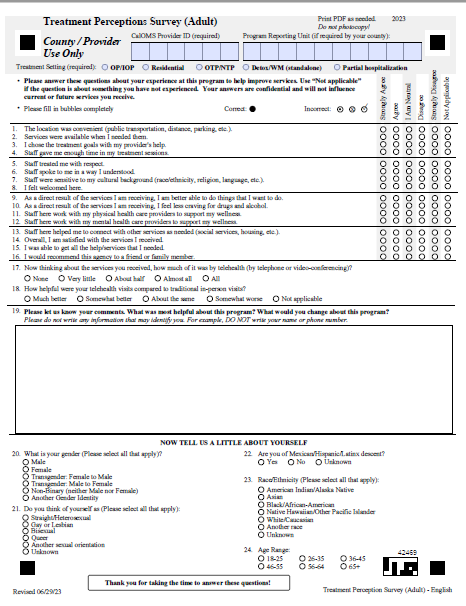 Treatment Perceptions Survey (Adult)
Print PDF as needed. 2023
Do not photocopy!
County / Provider
Use Only
CalOMS Provider ID (required)
Program Reporting Unit (if required by your county)
Treatment Setting (required): OP/IOP Residential OTP/NTP Detox/WM (standalone) Partial hospitalization
• Please answer these questions about your experience at this program to help improve services. Use "Not applicable"
if the question is about something you have not experienced. Your answers are confidential and will not influence
current or future services you receive.
• Please fill in bubbles completely Correct: Incorrect:
Strongly Agree
Agree
I Am Neutral
Disagree
Strongly Disagree
Not Applicable
1. The location was convenient (public transportation, distance, parking, etc.).
2. Services were available when I needed them.
3. I chose the treatment goals with my provider's help.
4. Staff gave me enough time in my treatment sessions.
5. Staff treated me with respect.
6. Staff spoke to me in a way I understood.
7. Staff were sensitive to my cultural background (race/ethnicity, religion, language, etc.).
8. I felt welcomed here.
9. As a direct result of the services I am receiving, I am better able to do things that I want to do.
10. As a direct result of the services I am receiving, I feel less craving for drugs and alcohol.
11. Staff here work with my physical health care providers to support my wellness.
12. Staff here work with my mental health care providers to support my wellness.
13. Staff here helped me to connect with other services as needed (social services, housing, etc.).
14. Overall, I am satisfied with the services I received.
15. I was able to get all the help/services that I needed.
16. I would recommend this agency to a friend or family member.
17. Now thinking about the services you received, how much of it was by telehealth (by telephone or video-conferencing)?
None Very little About half Almost all All
18. How helpful were your telehealth visits compared to traditional in-person visits?
Much better Somewhat better About the same Somewhat worse Not applicable
19. Please let us know your comments. What was most helpful about this program? What would you change about this program?
Please do not write any information that may identify you. For example, DO NOT write your name or phone number.
NOW TELL US A LITTLE ABOUT YOURSELF
20. What is your gender (Please select all that apply)?
Male
Female
Transgender: Female to Male
Transgender: Male to Female
Non-Binary (neither Male nor Female)
Another Gender Identity
21. Do you think of yourself as (Please select all that apply):
Straight/Heterosexual
Gay or Lesbian
Bisexual
Queer
Another sexual orientation
Unknown
22. Are you of Mexican/Hispanic/Latinx descent?
Yes No Unknown
23. Race/Ethnicity (Please select all that apply):
American Indian/Alaska Native
Asian
Black/African-American
Native Hawaiian/Other Pacific Islander
White/Caucasian
Another race
Unknown
24. Age Range:
18-25 26-35 36-45
46-55 56-64 65+
42469
Thank you for taking the time to answer these questions!
Revised 06/29/23
Treatment Perception Survey (Adult) - English